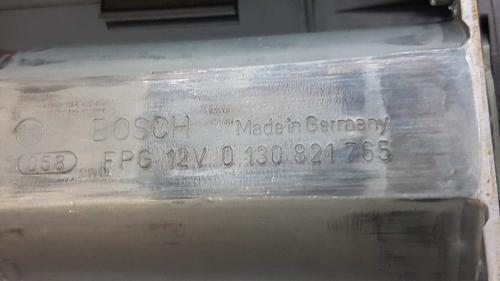 BOSCH Made in Germany
058 FPG 12V 0 130 821 765